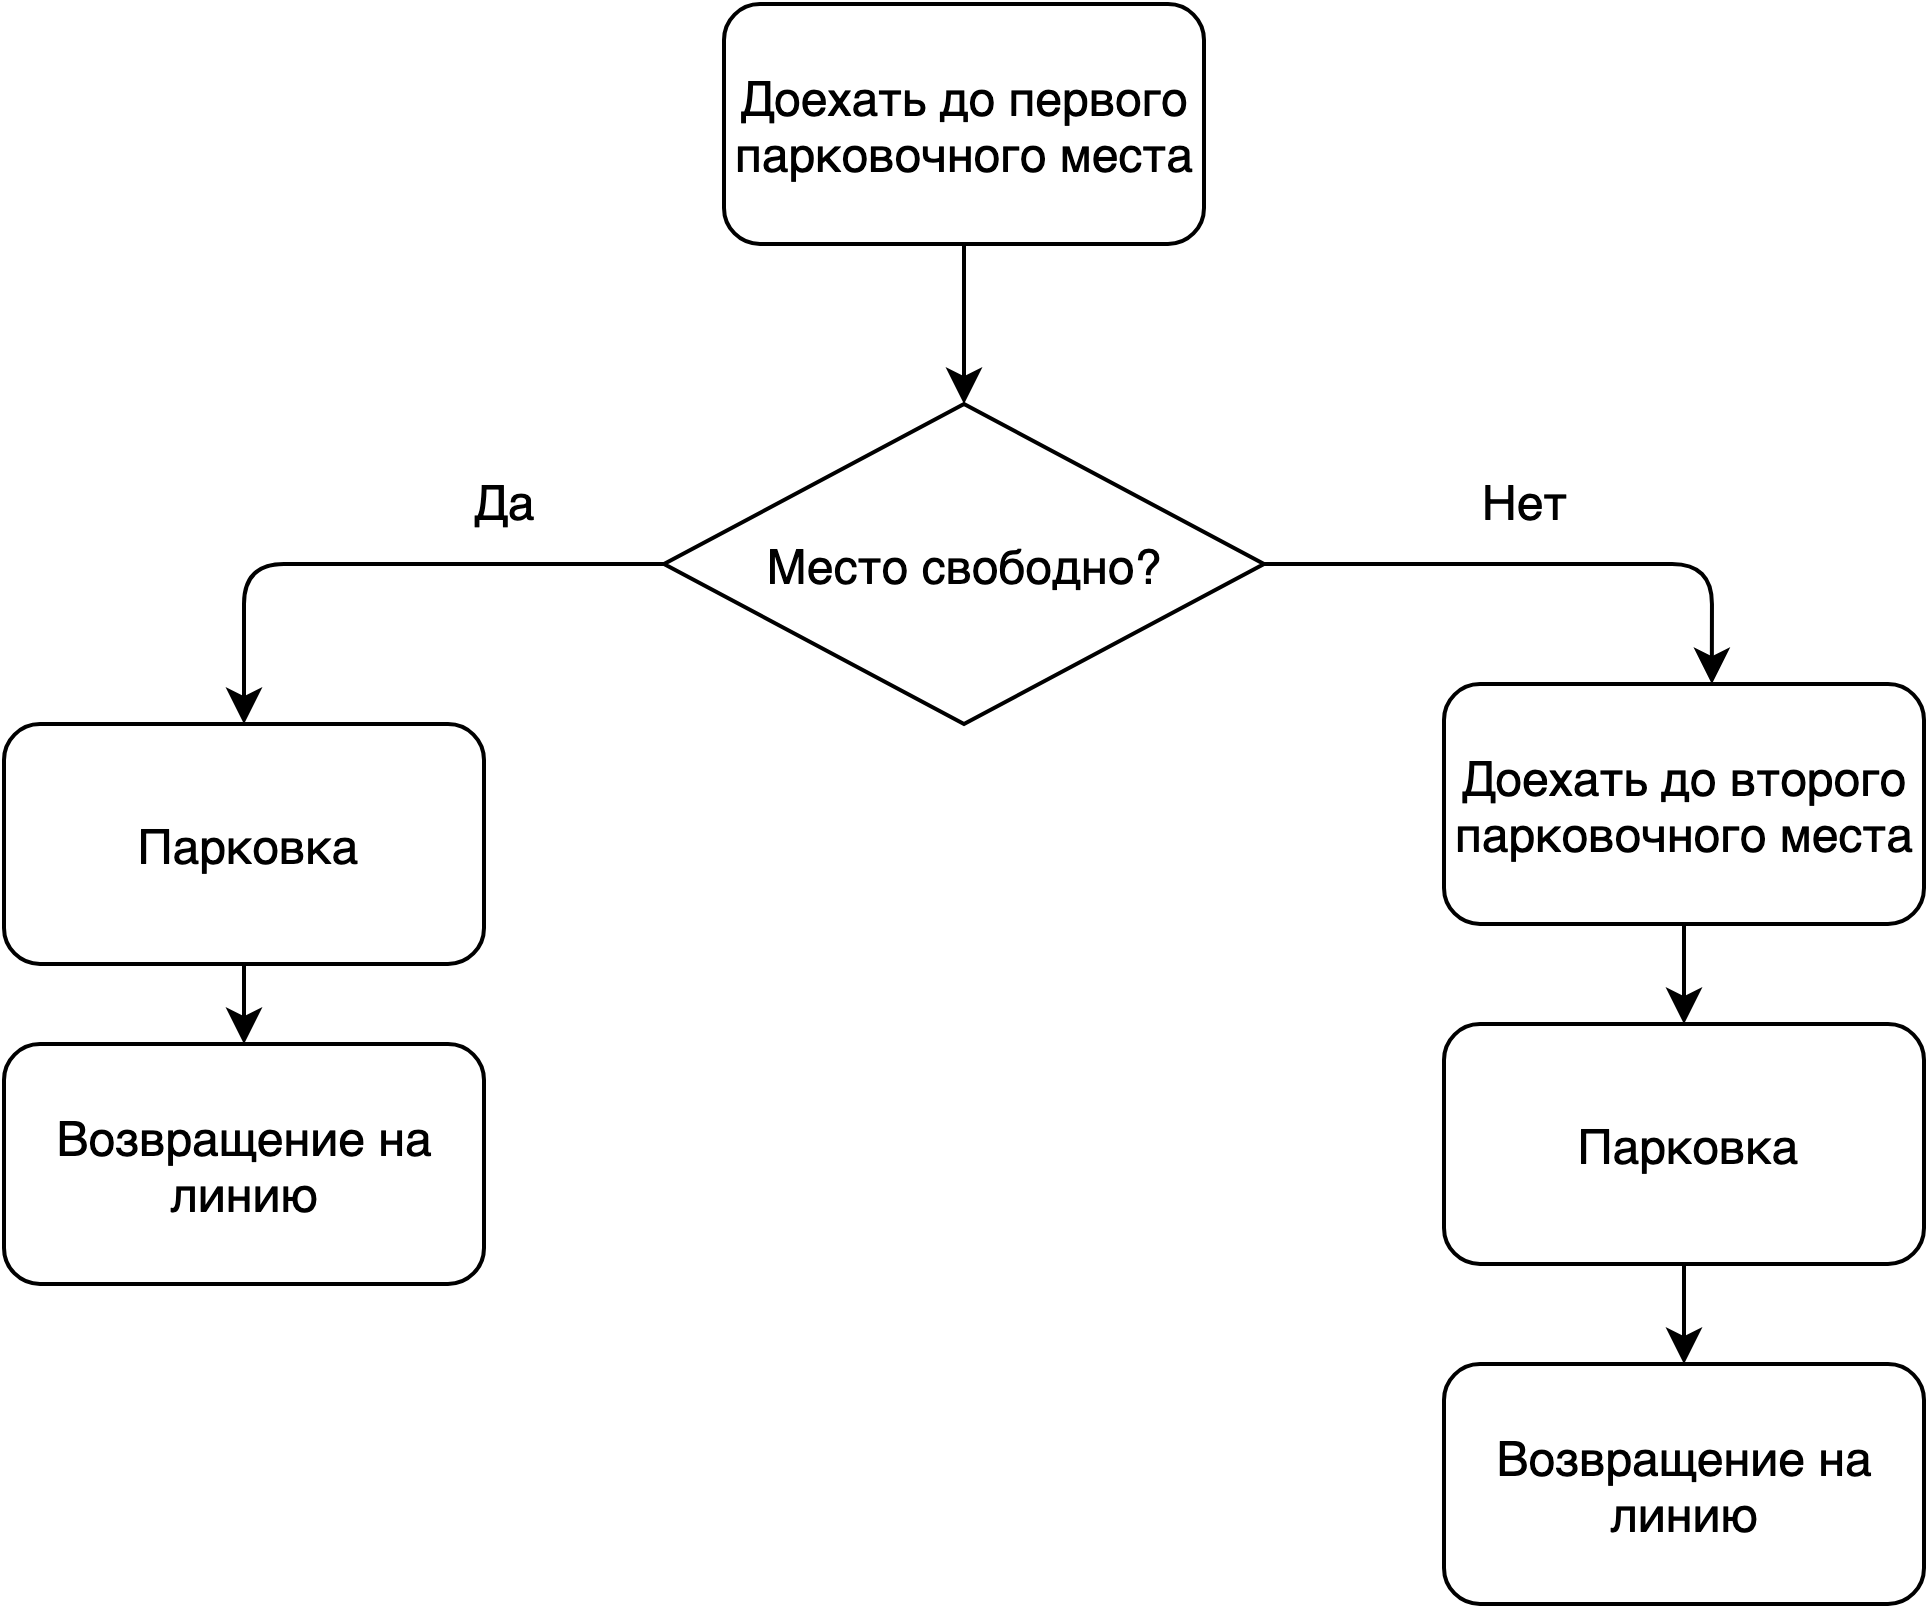 Доехать до первого
парковочного места
Да
Нет
Место свободно?
Парковка
Возвращение на
линию
Доехать до второго
парковочного места
Парковка
Возвращение на
линию